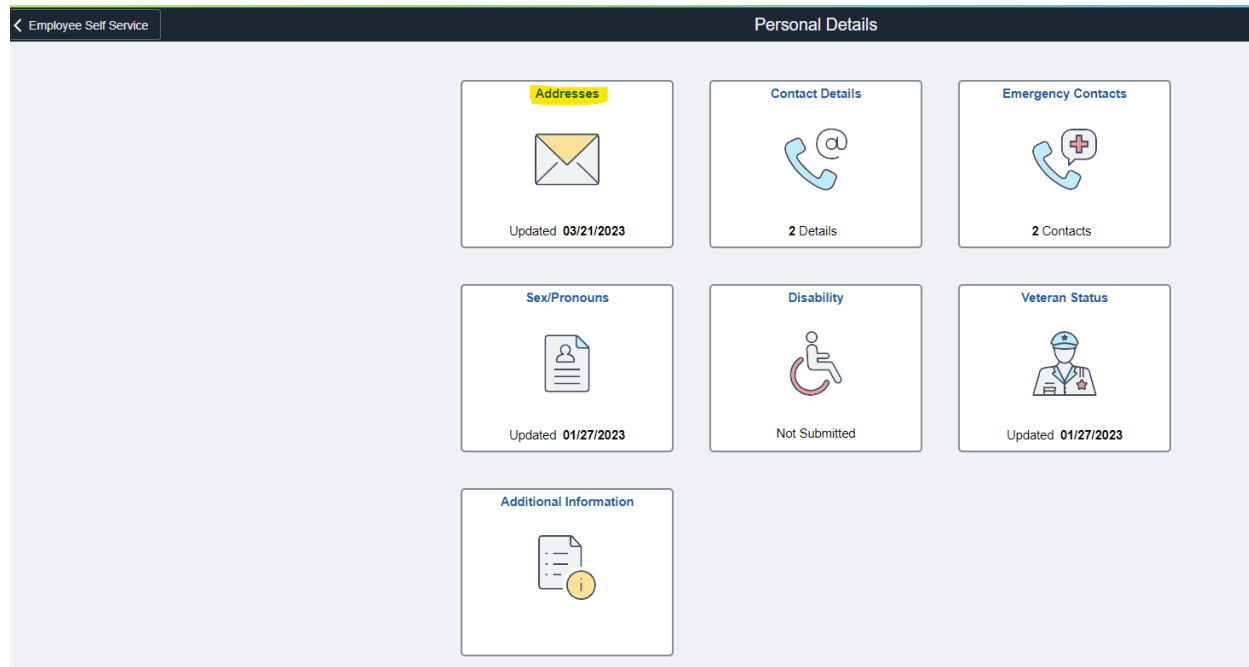 Employee Self Service
Personal Details
Addresses
Updated 03/21/2023
Contact Details
2 Details
Emergency Contacts
2 Contacts
Sex/Pronouns
Updated 01/27/2023
Disability
Not Submitted
Veteran Status
Updated 01/27/2023
Additional Information